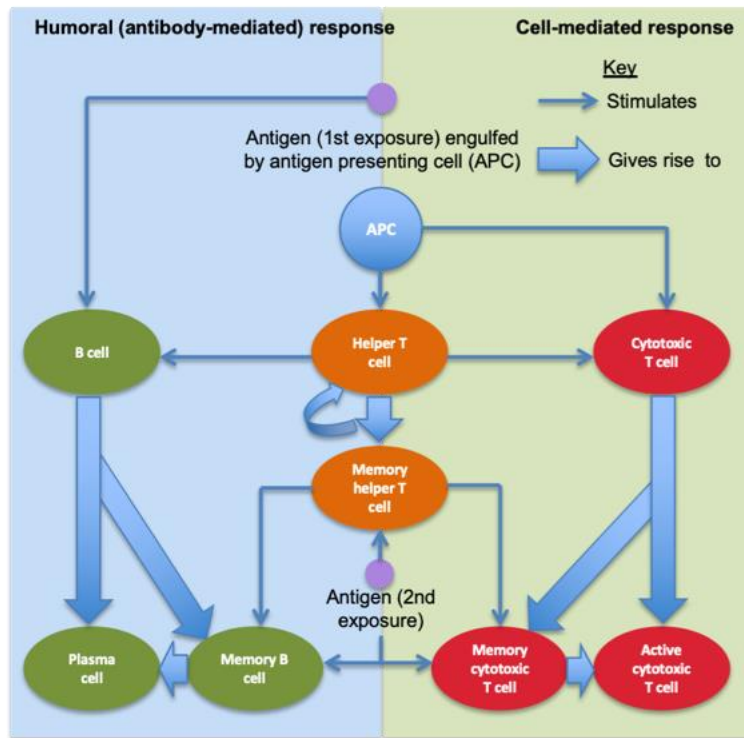 Humoral (antibody-mediated) response
Cell-mediated response
Key
Stimulates
Antigen (1st exposure) engulfed
by antigen presenting cell (APC)
Gives rise to
APC
B cell
Helper T
cell
Cytotoxic
T cell
Memory
helper T
cell
Antigen (2nd
exposure)
Plasma
cell
Memory B
cell
Memory
cytotoxic
T cell
Active
cytotoxic
T cell